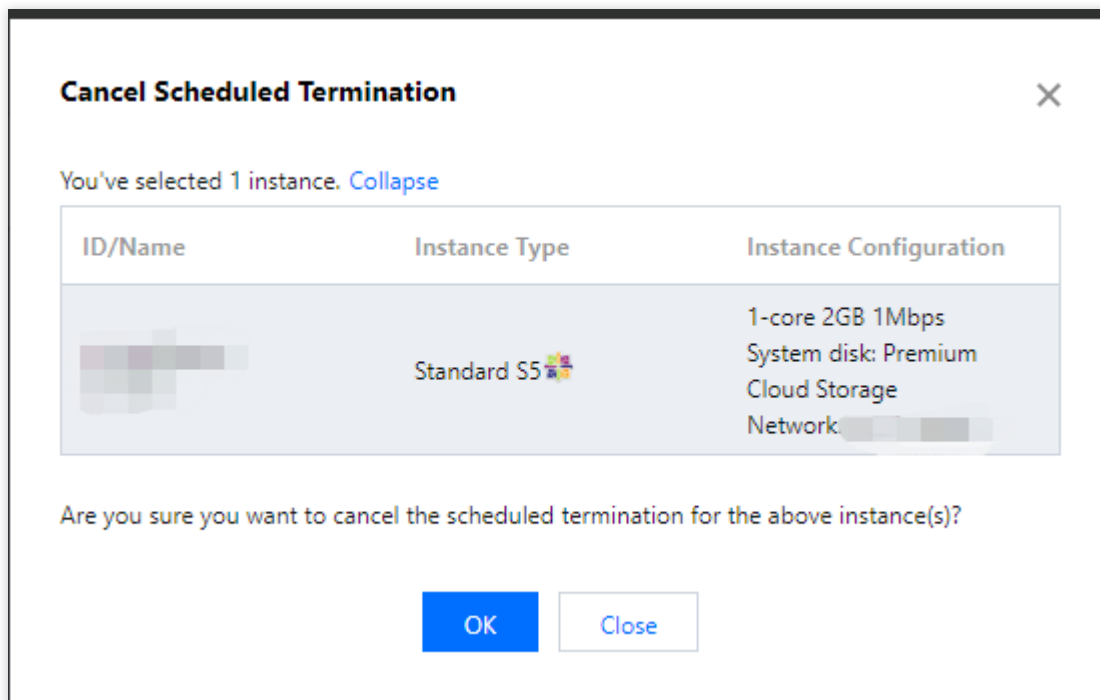 Cancel Scheduled Termination
You've selected 1 instance. Collapse
ID/Name Instance Type Instance Configuration
Standard S5
1-core 2GB 1Mbps
System disk: Premium
Cloud Storage
Network:
Are you sure you want to cancel the scheduled termination for the above instance(s)?
OK Close